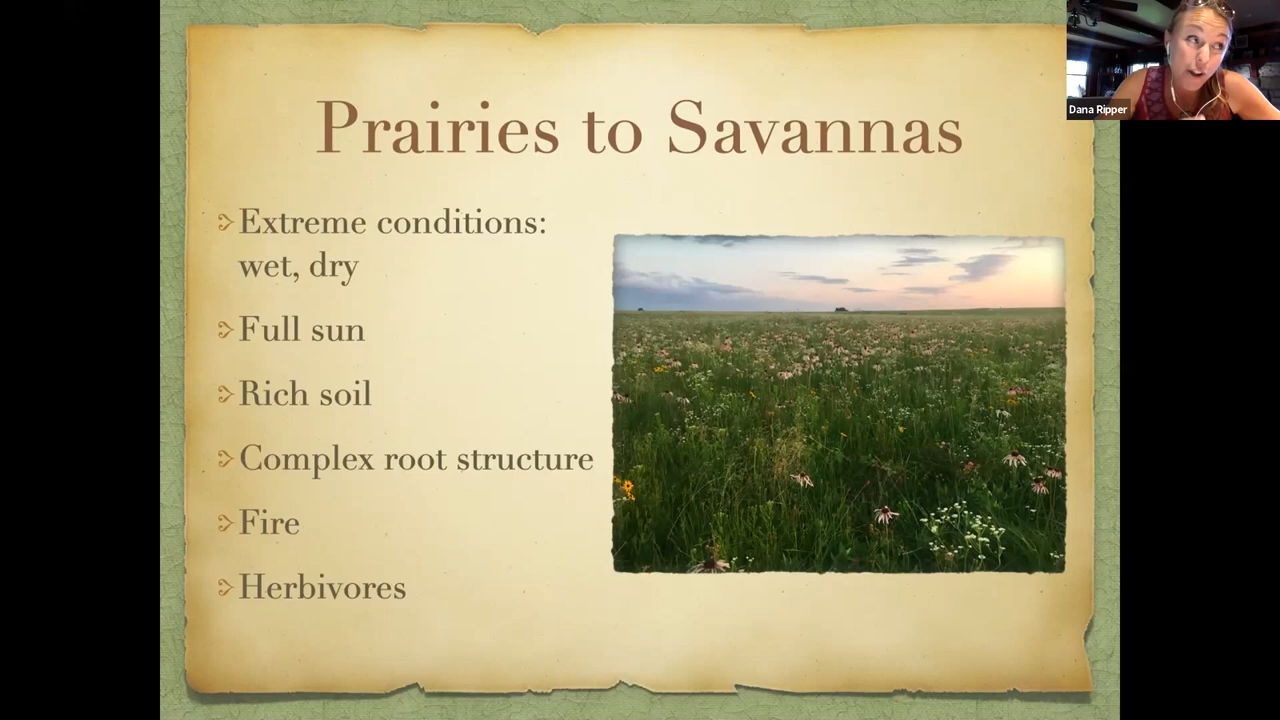 Prairies to Savannas
Extreme conditions:
wet, dry
Full sun
Rich soil
Complex root structure
Fire
Herbivores
Dana Ripper